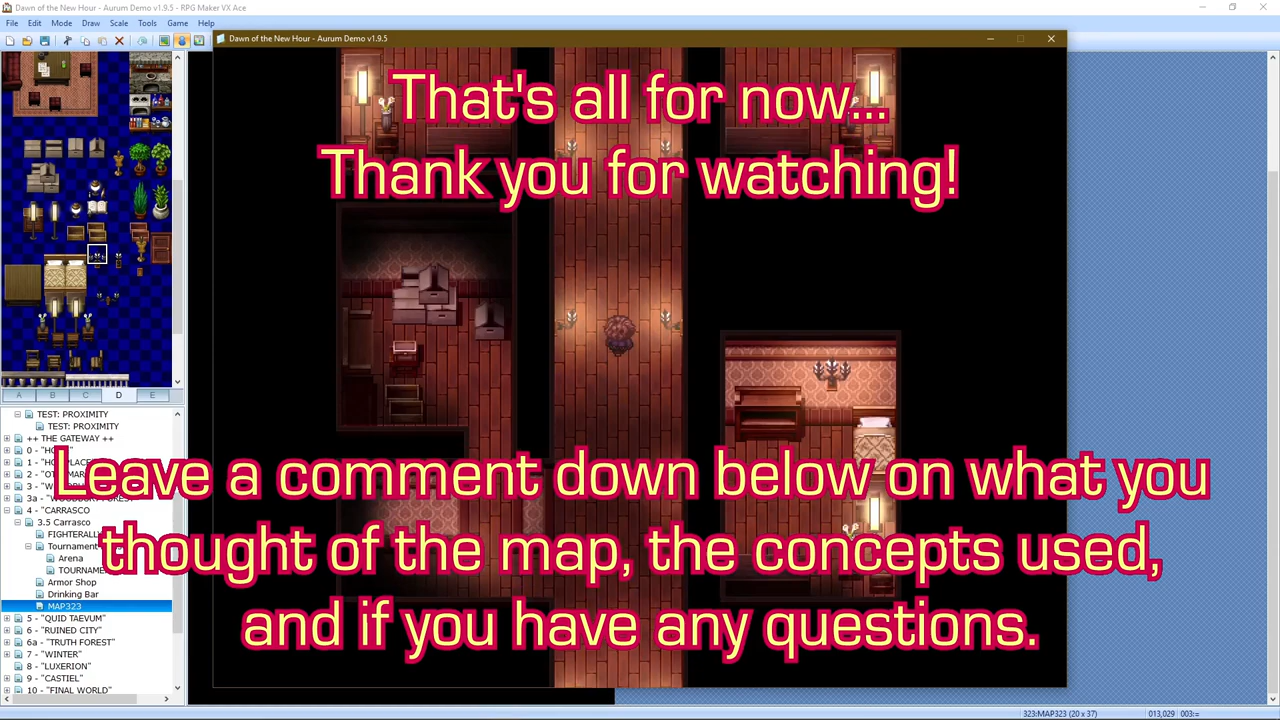 Dawn of the New Hour - Aurum Demo v1.9.5 - RPG Maker VX Ace
File Edit Mode Draw Scale Tools Game Help
Dawn of the New Hour - Aurum Demo v1.9.5
That's all for now...
Thank you for watching!
A B C D E
TEST: PROXIMITY
TEST: PROXIMITY
++ THE GATEWAY ++
4 - "CARRASCO
3.5 Carrasco
Leave a comment down below on what you
thought of the map, the concepts used,
and if you have any questions.
Arena
Armor Shop
Drinking Bar
MAP323
5 - "QUID TAEVUM"
6 - "RUINED CITY"
6a - "TRUTH FOREST"
7 - "WINTER"
8 - "LUXERION"
9 - "CASTIEL"
10 - "FINAL WORLD"
323:MAP323 (20 x 37)
013,029
003:=